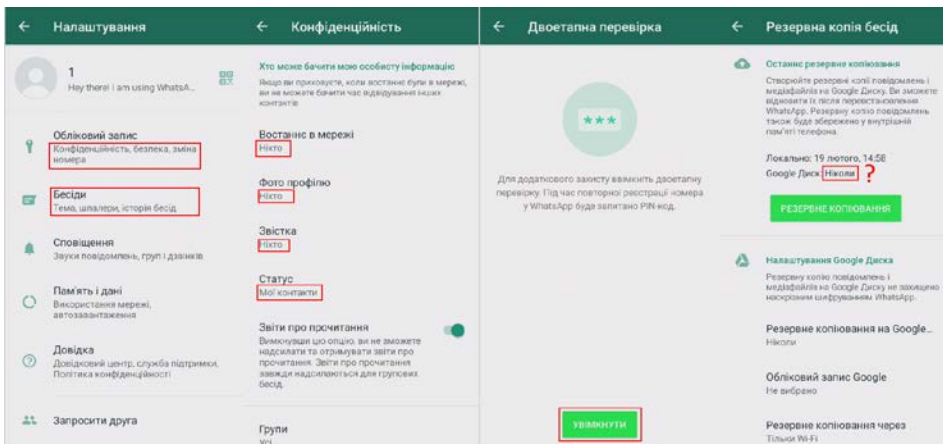 Налаштування
1
Hey there! I am using WhatsA...
Обліковий запис
Конфіденційність, безпека, зміна
номера
Бесіди
Тема, шпалери, історія бесід
Сповіщення
Звуки повідомлень, груп і дзвінків
Пам'ять і дані
Використання мережі,
автозавантаження
Довідка
Довідковий центр, служба підтримки,
Політика конфіденційності
Запросити друга
Конфіденційність
Хто може бачити мою особисту інформацію
Якщо ви приховуєте, коли востаннє були в мережі,
ви не можете бачити час відвідування інших
контактів
Востаннє в мережі
Ніхто
Фото профілю
Ніхто
Звістка
Ніхто
Статус
Мої контакти
Звіти про прочитання
Вимкнувши цю опцію, ви не зможете
надсилати та отримувати звіти про
прочитання. Звіти про прочитання
завжди надсилаються для групових
бесід.
Групи
Усі
Двоетапна перевірка
***
Для додаткового захисту ввімкніть двоетапну
перевірку. Під час повторної реєстрації номера
у WhatsApp буде запитано PIN-код.
УВІМКНУТИ
Резервна копія бесід
Останнє резервне копіювання
Створюйте резервні копії повідомлень і
медіафайлів на Google Диску. Ви зможете
відновити їх після перевстановлення
WhatsApp. Резервну копію повідомлень
також буде збережено у внутрішній
пам'яті телефона.
Локально: 19 лютого, 14:58
Google Диск: Ніколи ?
РЕЗЕРВНЕ КОПІЮВАННЯ
Налаштування Google Диска
Резервну копію повідомлень і
медіафайлів на Google Диску не захищено
наскрізним шифруванням WhatsApp.
Резервне копіювання на Google...
Ніколи
Обліковий запис Google
Не вибрано
Резервне копіювання через
Тільки Wi-Fi